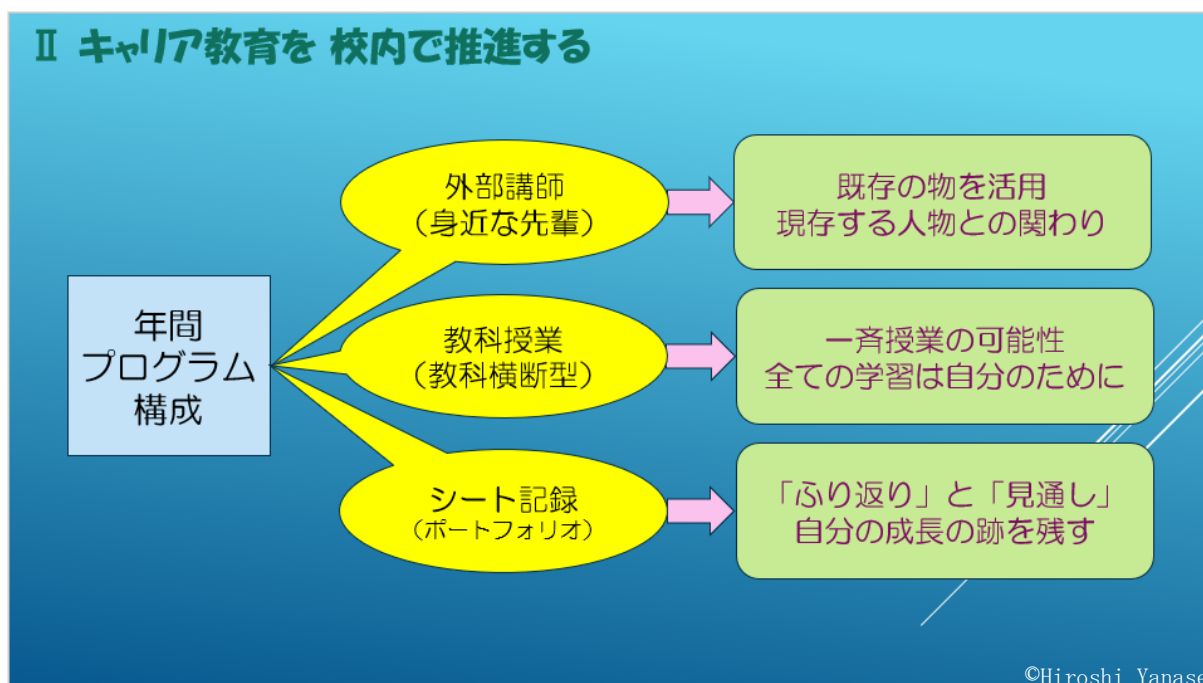 Ⅱ キャリア教育を 校内で推進する
外部講師
(身近な先輩)
既存の物を活用
現存する人物との関わり
年間
プログラム
構成
教科授業
(教科横断型)
一斉授業の可能性
全ての学習は自分のために
シート記録
(ポートフォリオ)
「ふり返り」と「見通し」
自分の成長の跡を残す
©Hiroshi Yanase